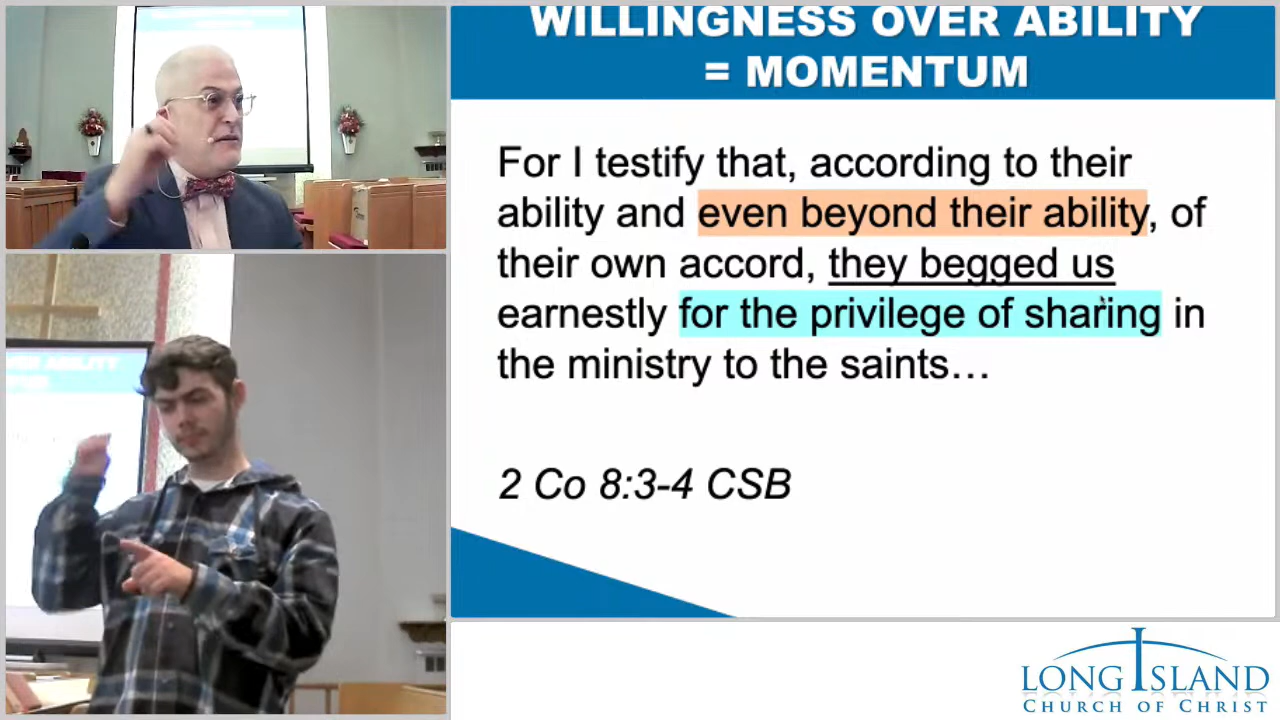 WILLINGNESS OVER ABILITY
= MOMENTUM
For I testify that, according to their
ability and even beyond their ability, of
their own accord, they begged us
earnestly for the privilege of sharing in
the ministry to the saints…
2 Co 8:3-4 CSB
LONG ISLAND
CHURCH OF CHRIST